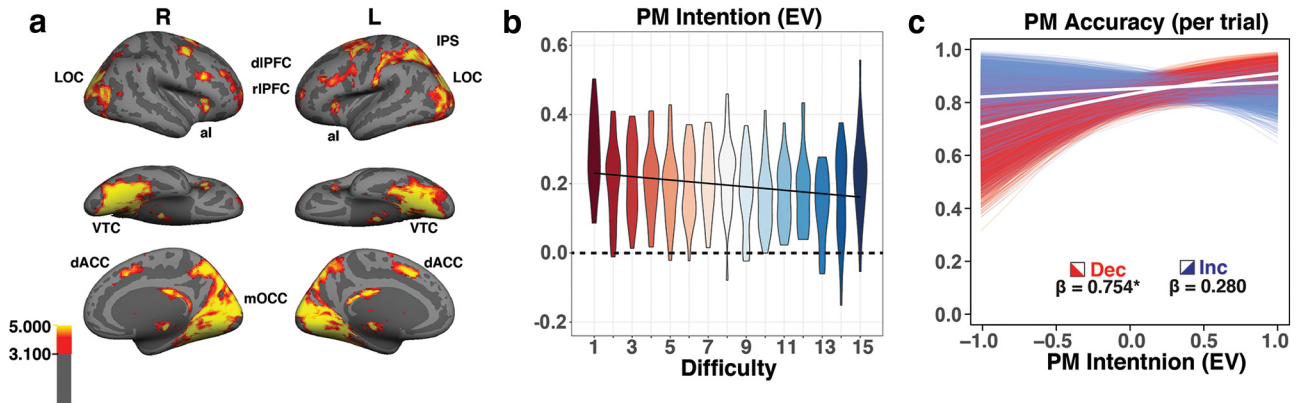 a
R
L
LOC
dlPFC
rlPFC
IPS
LOC
aI
aI
VTC
VTC
dACC
mOCC
dACC
5.000
3.100
b
PM Intention (EV)
0.6
0.4
0.2
0.0
-0.2
1 3 5 7 9 11 13 15
Difficulty
c
PM Accuracy (per trial)
1.0
0.8
0.6
0.4
0.2
0.0
Dec
Inc
β = 0.754*
β = 0.280
-1.0 -0.5 0.0 0.5 1.0
PM Intentnion (EV)